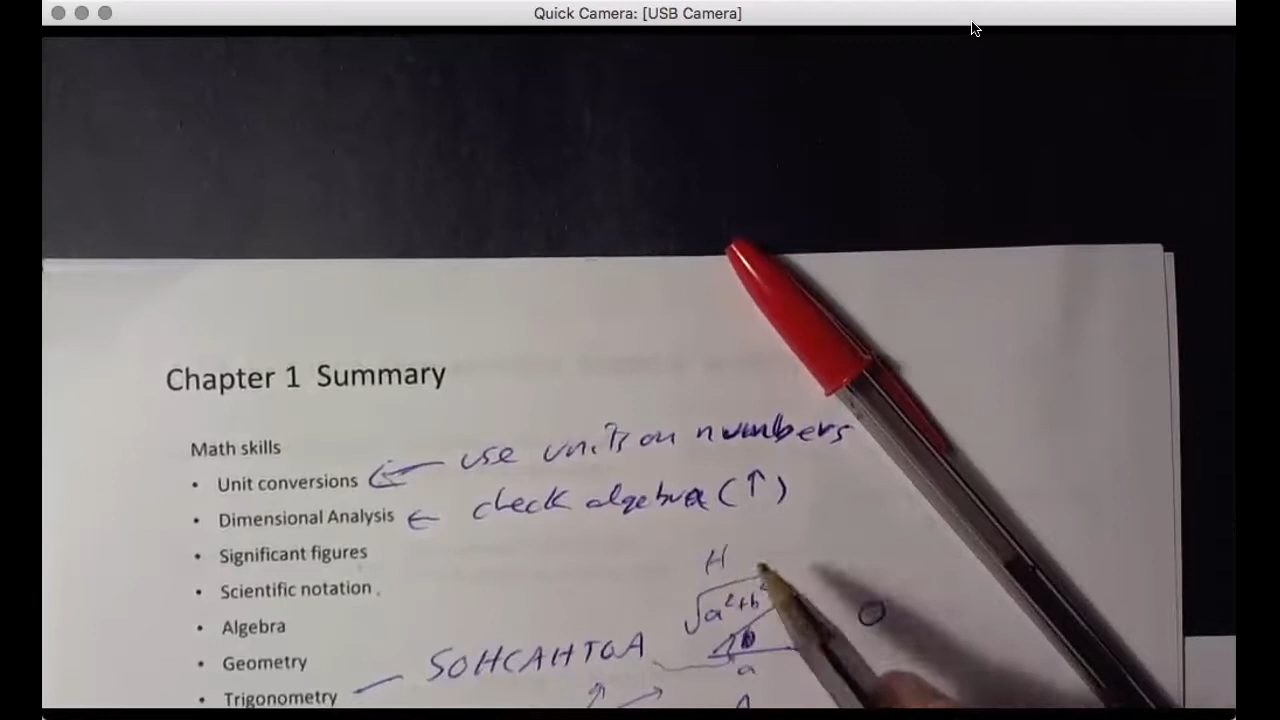 Quick Camera: [USB Camera]
Chapter 1 Summary
Math skills
• Unit conversions ← use units on numbers
• Dimensional Analysis ← check algebra (↑)
• Significant figures
• Scientific notation
H
√a²+b²
• Algebra
O
θ
• Geometry
SOHCAHTOA
a
• Trigonometry
A